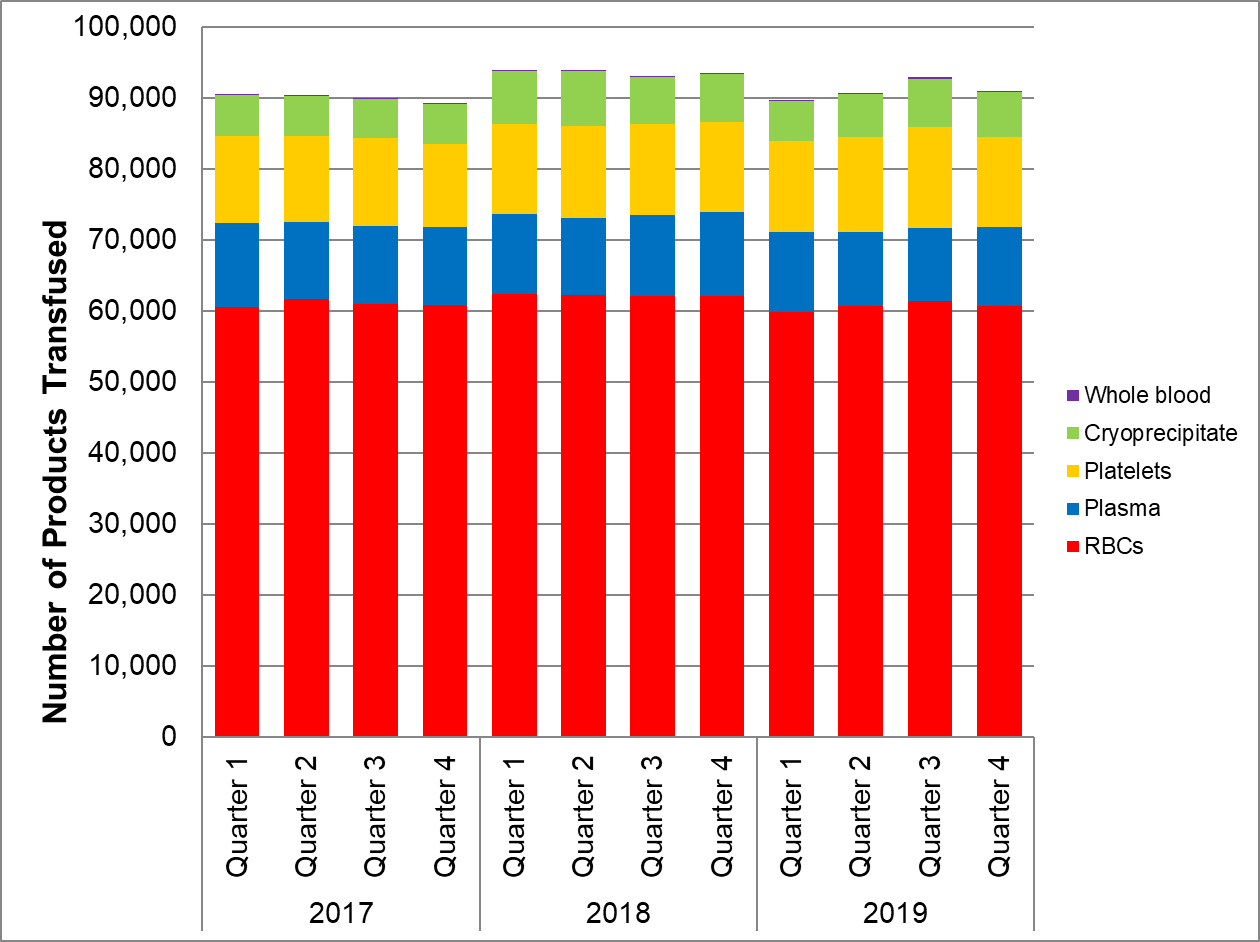 Number of Products Transfused
100,000
90,000
80,000
70,000
60,000
50,000
40,000
30,000
20,000
10,000
0
Quarter 1
Quarter 2
Quarter 3
Quarter 4
Quarter 1
Quarter 2
Quarter 3
Quarter 4
Quarter 1
Quarter 2
Quarter 3
Quarter 4
2017
2018
2019
Whole blood
Cryoprecipitate
Platelets
Plasma
RBCs